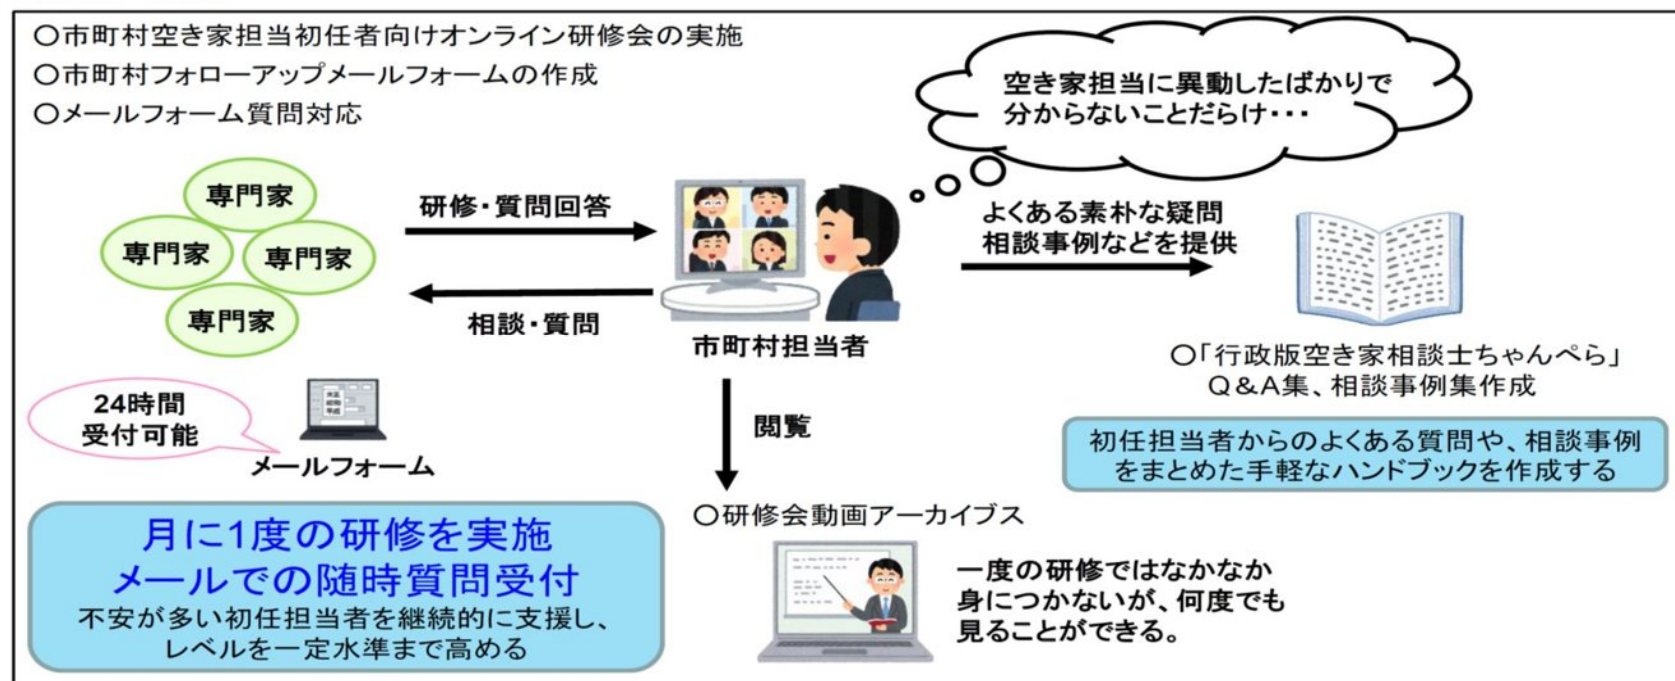 ○市町村空き家担当初任者向けオンライン研修会の実施
○市町村フォローアップメールフォームの作成
○メールフォーム質問対応
空き家担当に異動したばかりで
分からないことだらけ・・・
専門家
専門家
専門家
専門家
研修・質問回答
相談・質問
市町村担当者
よくある素朴な疑問
相談事例などを提供
○「行政版空き家相談士ちゃんぺら」
Q&A集、相談事例集作成
初任担当者からのよくある質問や、相談事例
をまとめた手軽なハンドブックを作成する
24時間
受付可能
メールフォーム
閲覧
月に1度の研修を実施
メールでの随時質問受付
不安が多い初任担当者を継続的に支援し、
レベルを一定水準まで高める
○研修会動画アーカイブス
一度の研修ではなかなか
身につかないが、何度でも
見ることができる。